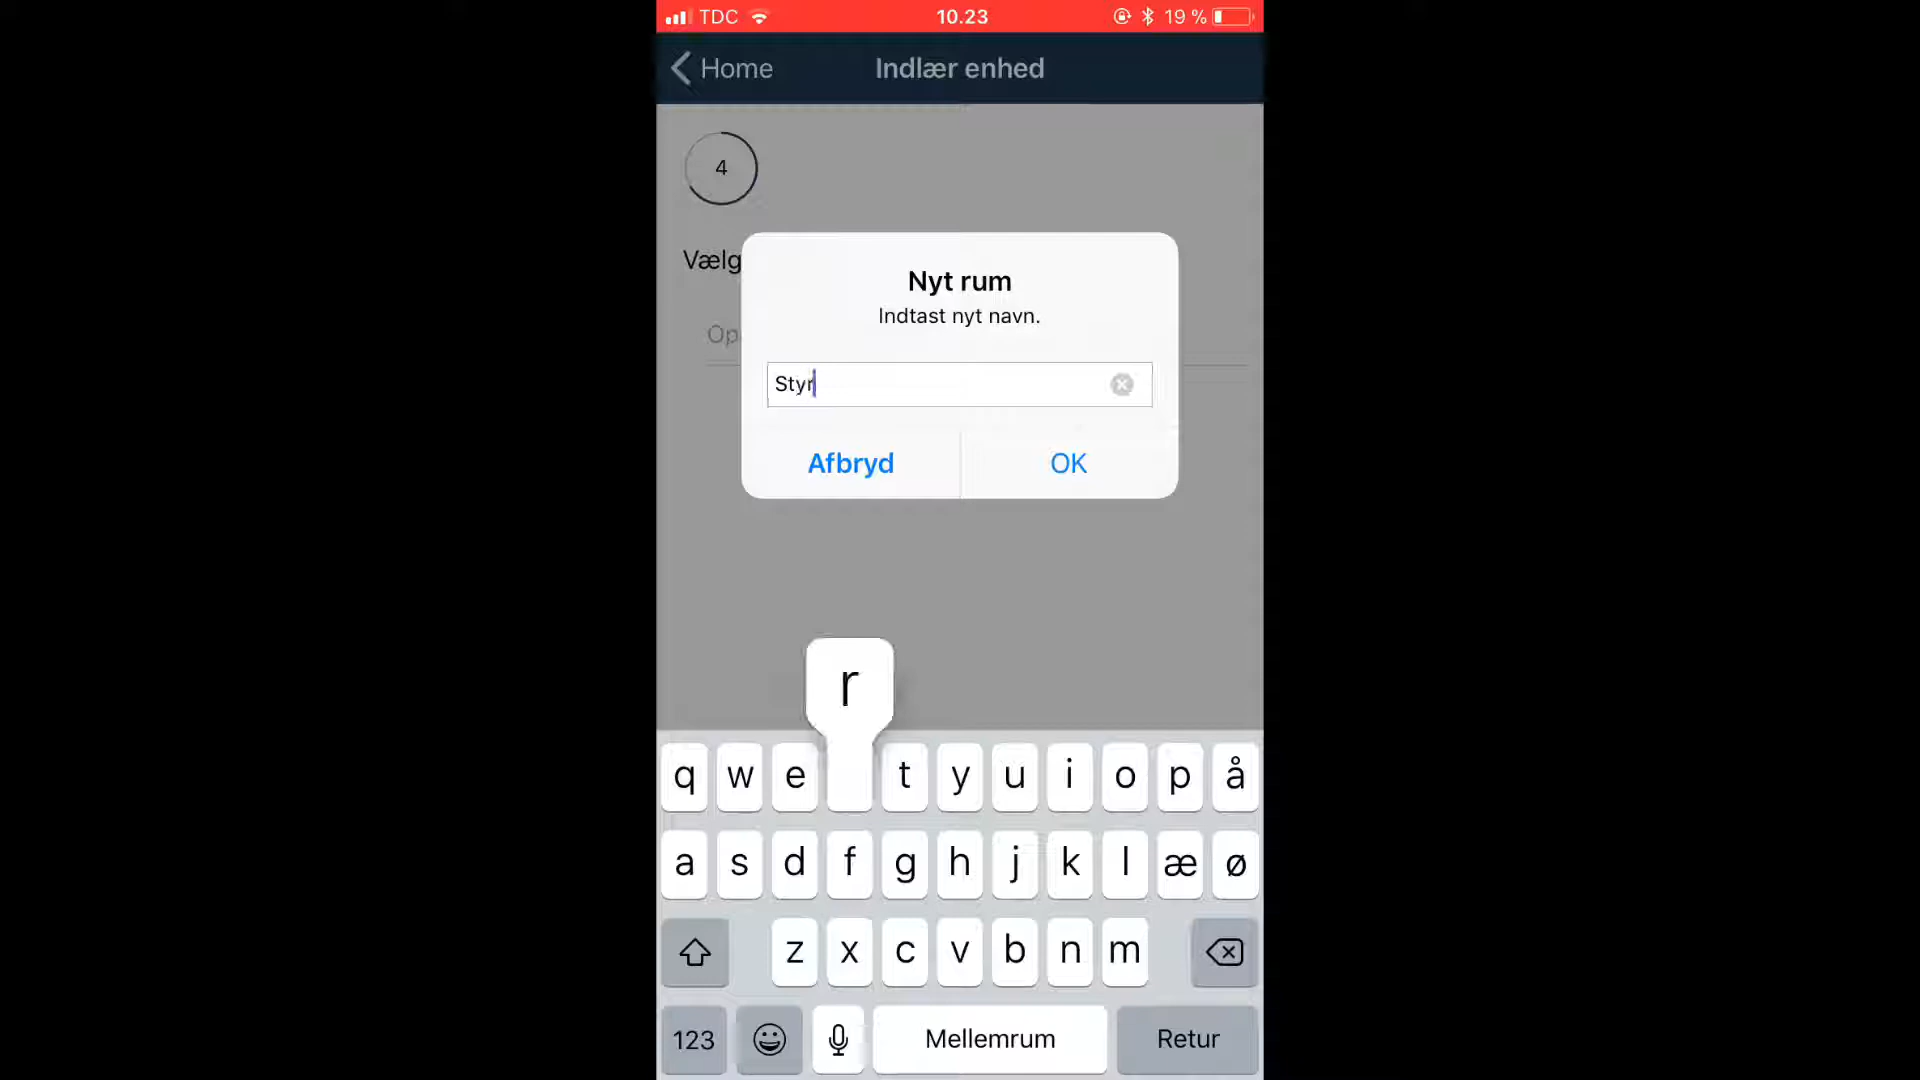 TDC 10.23 19 %
Home Indlær enhed
4
Vælg
Op
Nyt rum
Indtast nyt navn.
Styr
Afbryd OK
r
q w e t y u i o p å
a s d f g h j k l æ ø
z x c v b n m
123 Mellemrum Retur